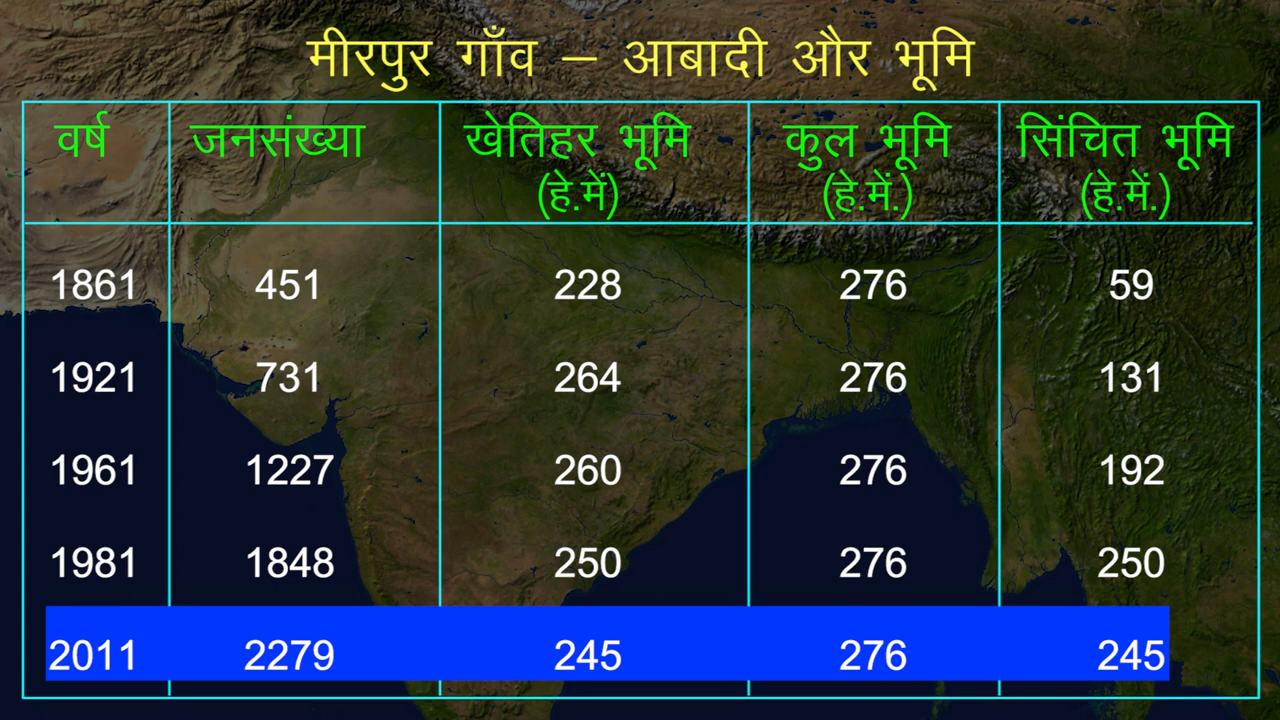 मीरपुर गाँव – आबादी और भूमि
वर्ष जनसंख्या खेतिहर भूमि (हे.में) कुल भूमि (हे.में.) सिंचित भूमि (हे.में.)
1861 451 228 276 59
1921 731 264 276 131
1961 1227 260 276 192
1981 1848 250 276 250
2011 2279 245 276 245